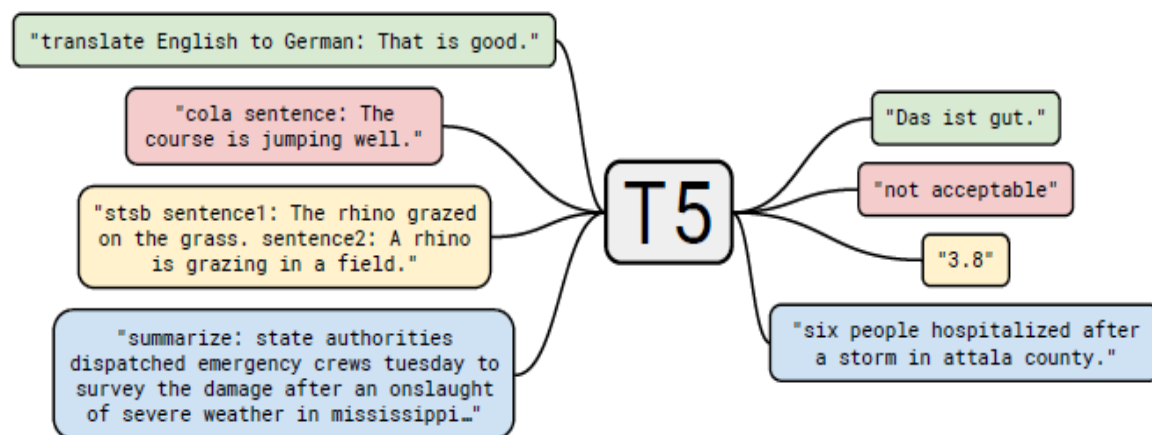 "translate English to German: That is good."
"cola sentence: The
course is jumping well."
"stsb sentence1: The rhino grazed
on the grass. sentence2: A rhino
is grazing in a field."
"summarize: state authorities
dispatched emergency crews tuesday to
survey the damage after an onslaught
of severe weather in mississippi…"
T5
"Das ist gut."
"not acceptable"
"3.8"
"six people hospitalized after
a storm in attala county."